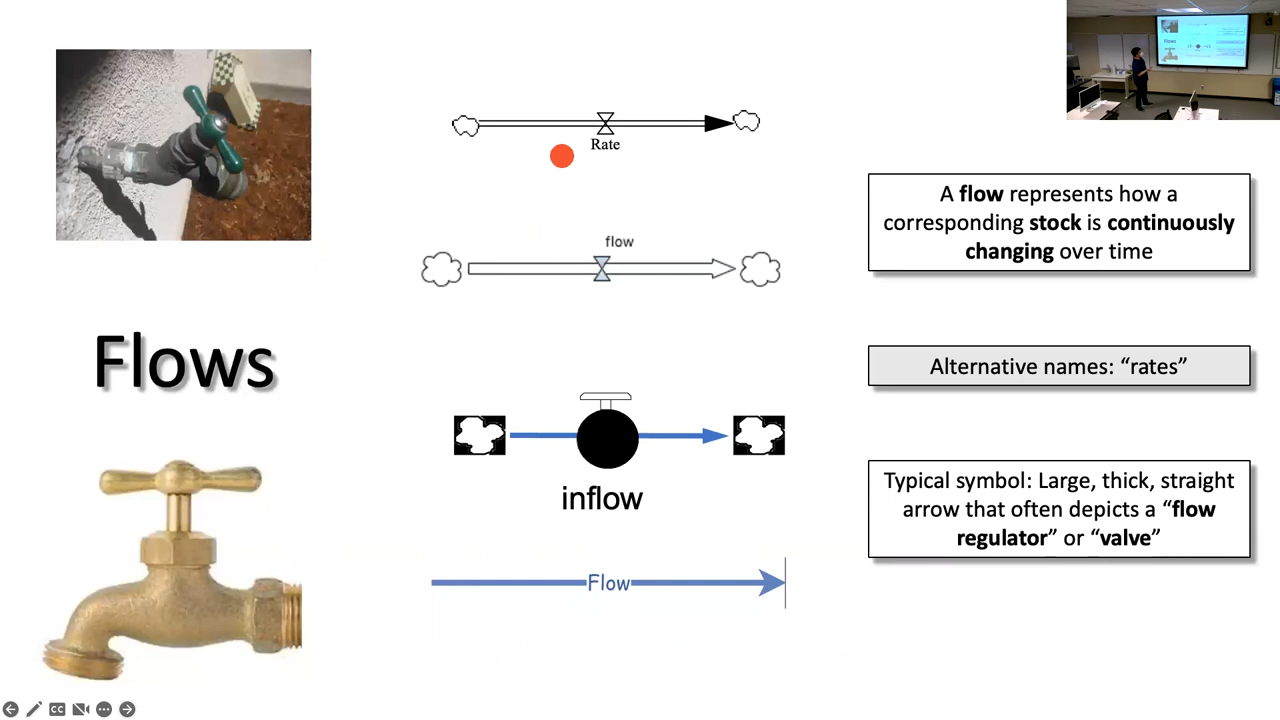 Rate
flow
inflow
Flow
Flows
A flow represents how a
corresponding stock is continuously
changing over time
Alternative names: “rates”
Typical symbol: Large, thick, straight
arrow that often depicts a “flow
regulator” or “valve”
CC